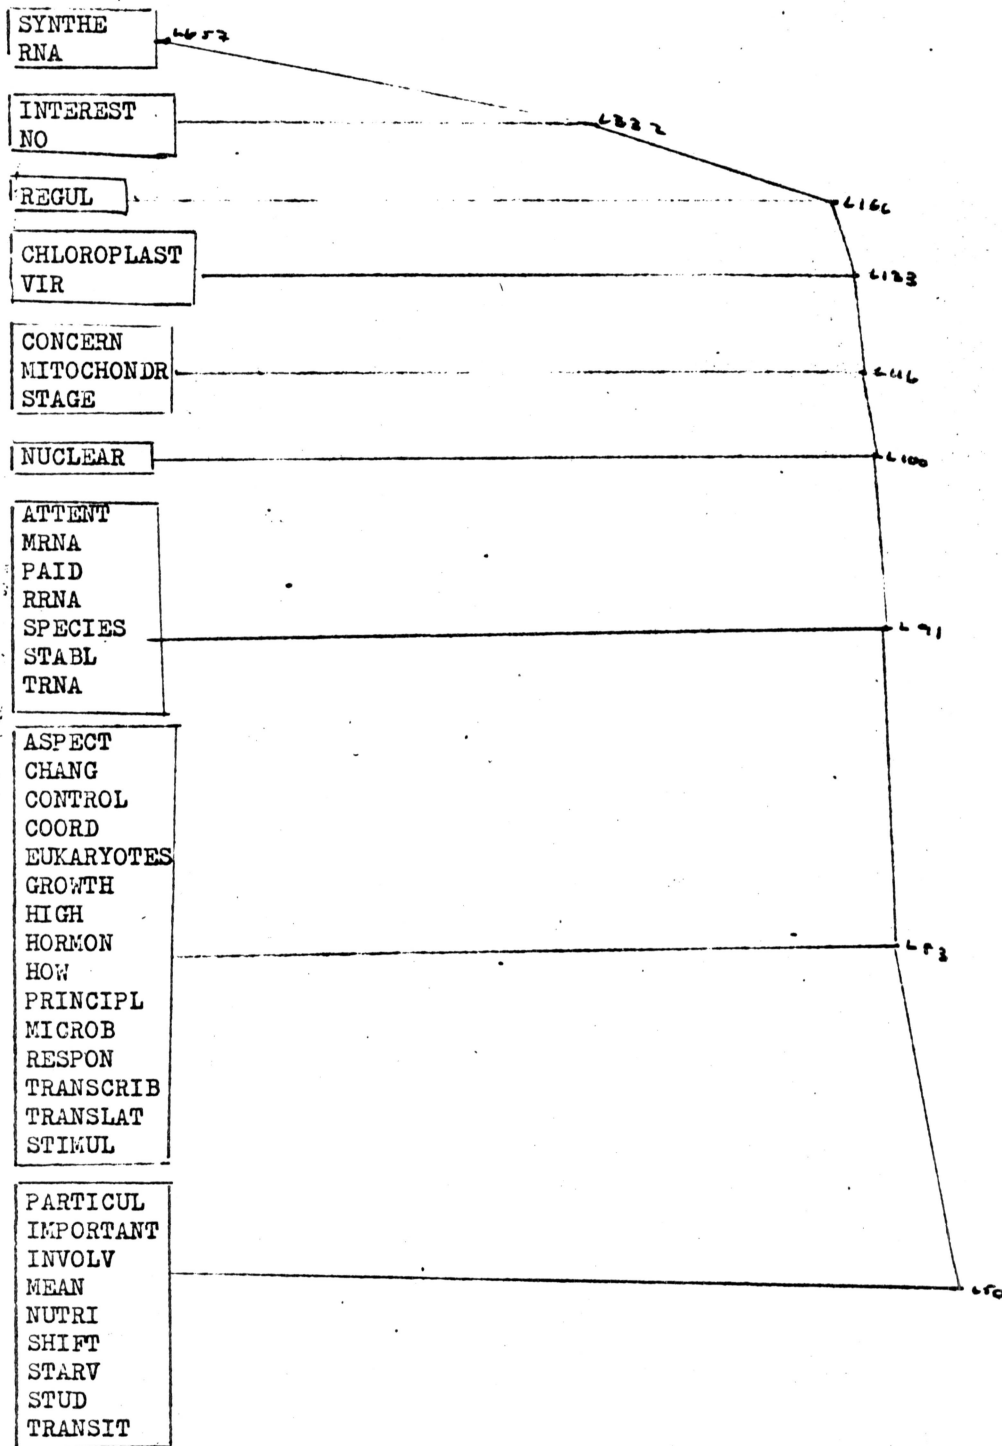 SYNTHE
RNA
L657
INTEREST
NO
L332
REGUL
L166
CHLOROPLAST
VIR
L123
CONCERN
MITOCHONDR
STAGE
NUCLEAR
L100
ATTENT
MRNA
PAID
RRNA
SPECIES
STABL
TRNA
L91
ASPECT
CHANG
CONTROL
COORD
EUKARYOTES
GROWTH
HIGH
HORMON
HOW
PRINCIPL
MICROB
RESPON
TRANSCRIB
TRANSLAT
STIMUL
PARTICUL
IMPORTANT
INVOLV
MEAN
NUTRI
SHIFT
STARV
STUD
TRANSIT
L50